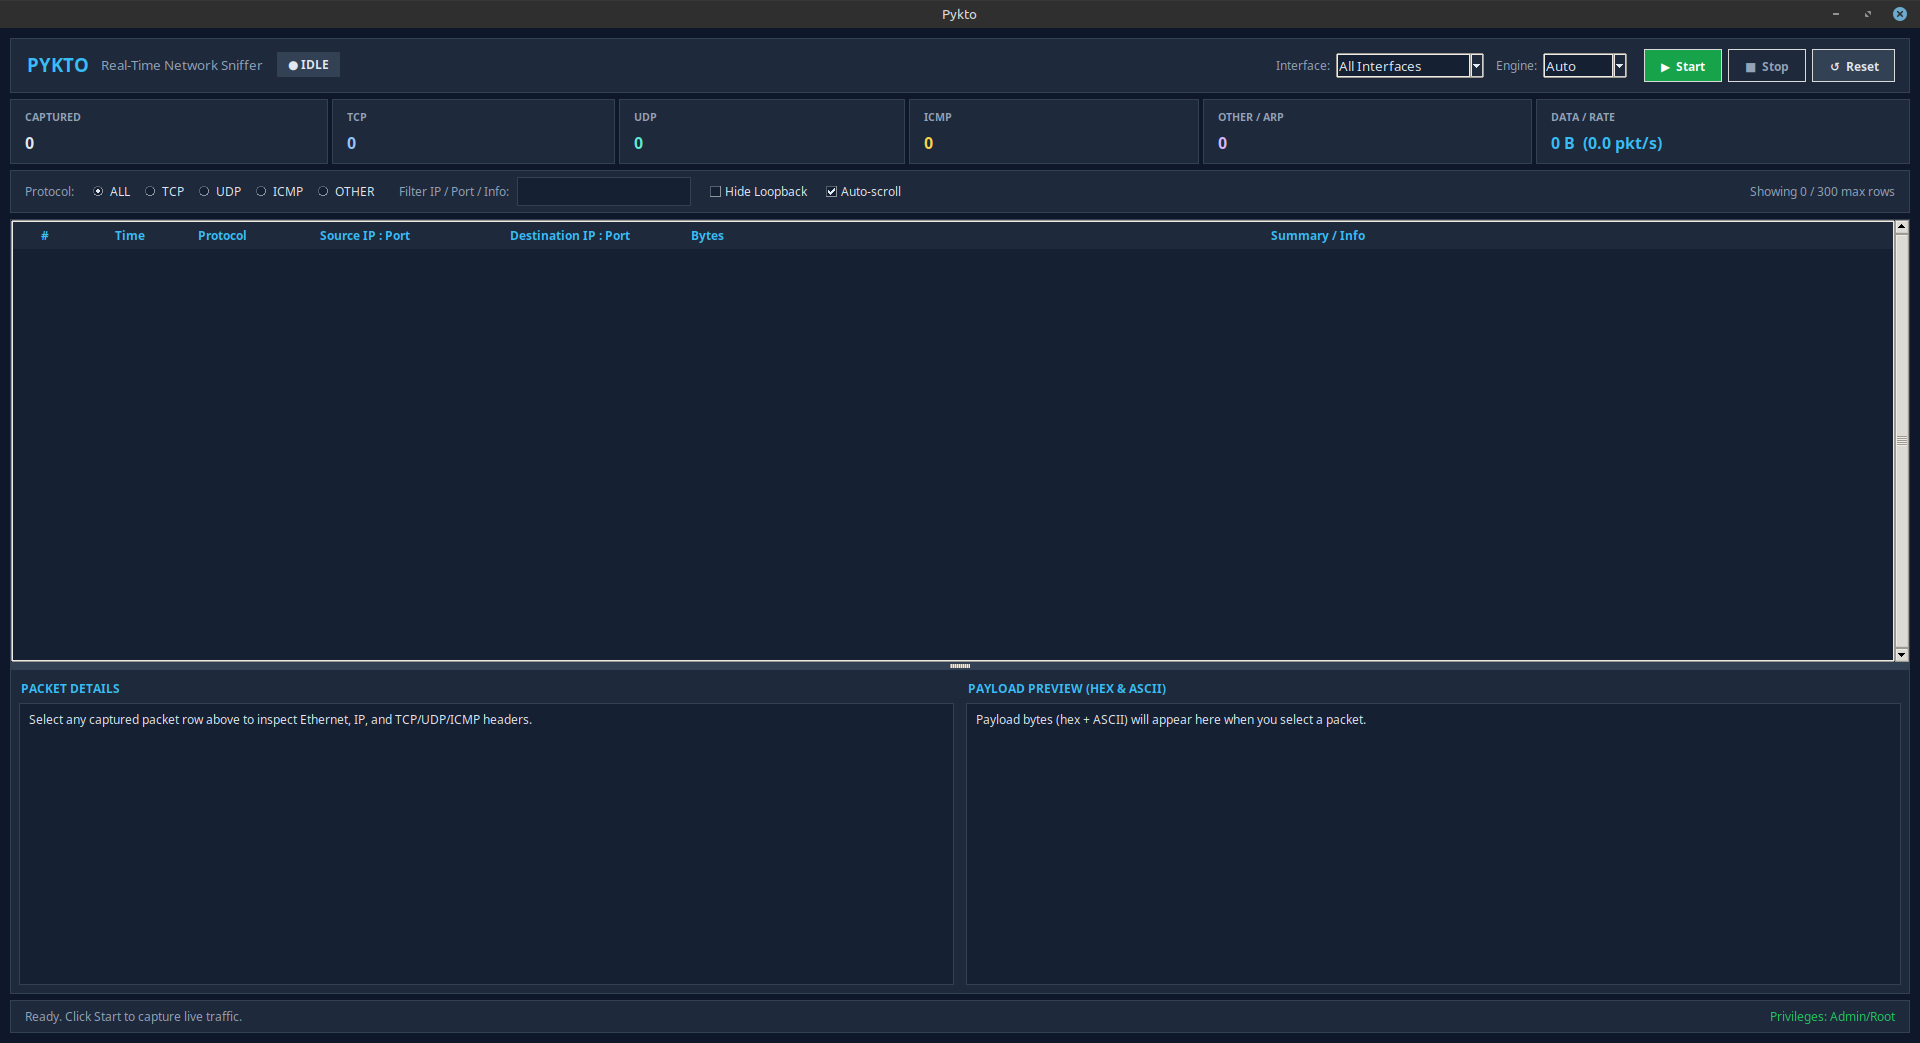 Pykto
PYKTO Real-Time Network Sniffer ● IDLE Interface: All Interfaces Engine: Auto ▶ Start ■ Stop ↺ Reset
CAPTURED TCP UDP ICMP OTHER / ARP DATA / RATE
0 0 0 0 0 0 B (0.0 pkt/s)
Protocol: ALL TCP UDP ICMP OTHER Filter IP / Port / Info: Hide Loopback Auto-scroll Showing 0 / 300 max rows
# Time Protocol Source IP : Port Destination IP : Port Bytes Summary / Info
PACKET DETAILS PAYLOAD PREVIEW (HEX & ASCII)
Select any captured packet row above to inspect Ethernet, IP, and TCP/UDP/ICMP headers. Payload bytes (hex + ASCII) will appear here when you select a packet.
Ready. Click Start to capture live traffic. Privileges: Admin/Root